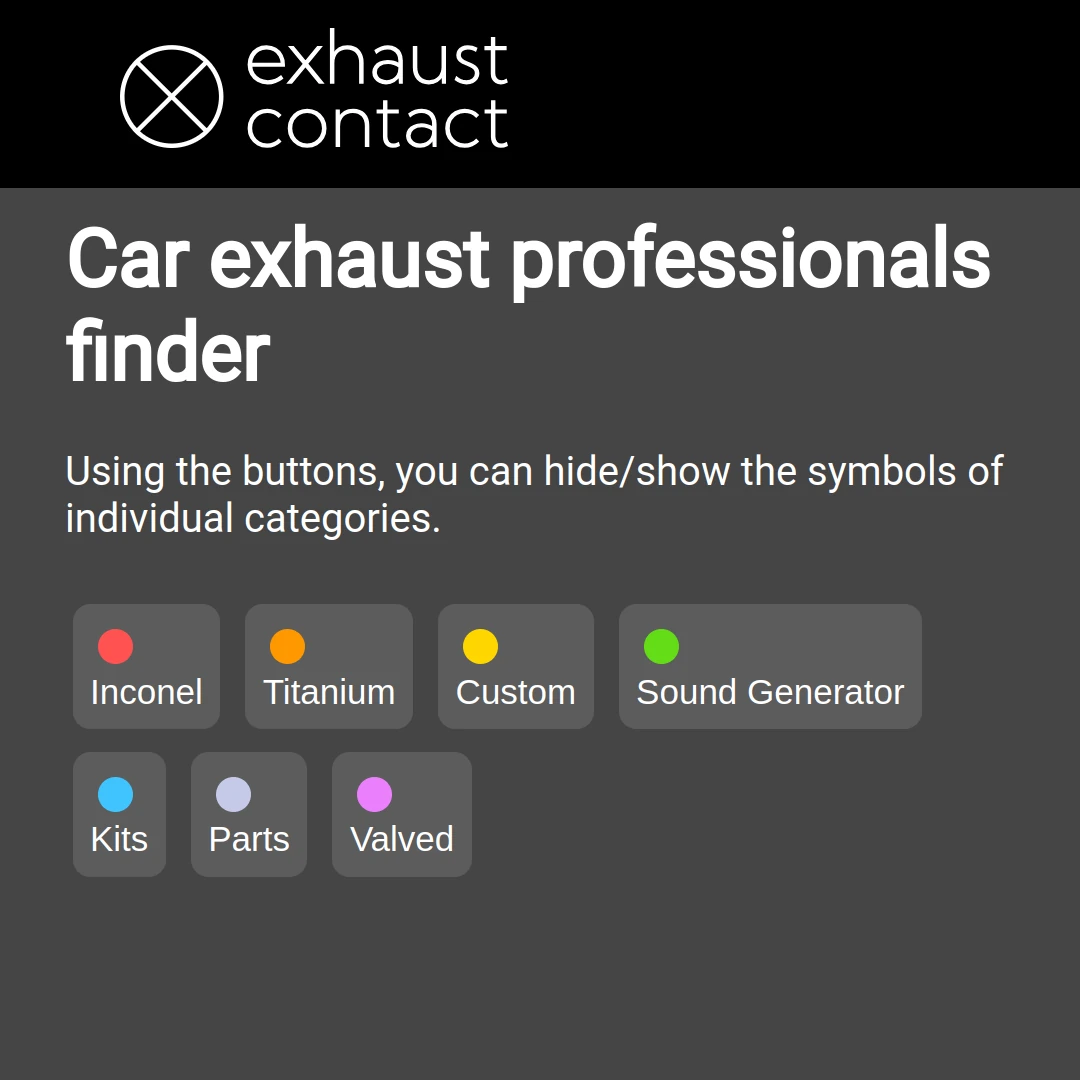 exhaust
contact
Car exhaust professionals
finder
Using the buttons, you can hide/show the symbols of
individual categories.
Inconel
Titanium
Custom
Sound Generator
Kits
Parts
Valved